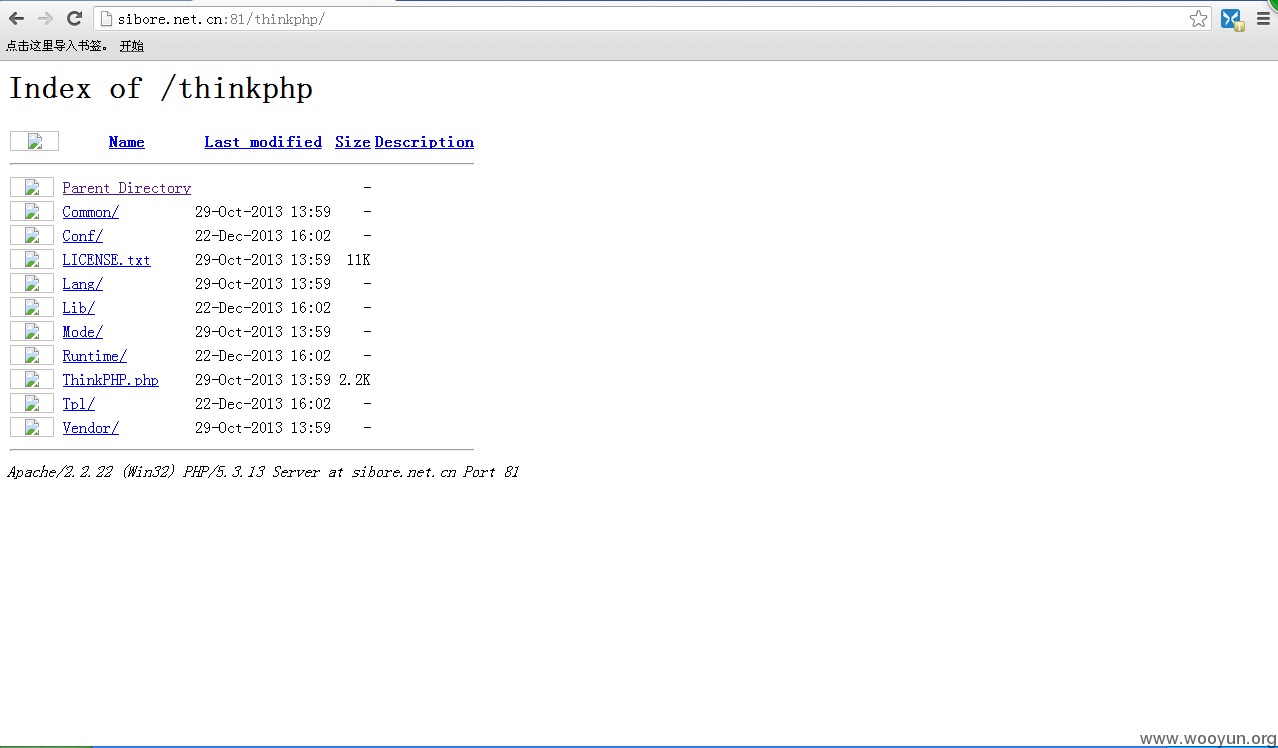 sibore.net.cn:81/thinkphp/
点击这里导入书签。 开始
Index of /thinkphp
Name Last modified Size Description
Parent Directory -
Common/ 29-Oct-2013 13:59 -
Conf/ 22-Dec-2013 16:02 -
LICENSE.txt 29-Oct-2013 13:59 11K
Lang/ 29-Oct-2013 13:59 -
Lib/ 22-Dec-2013 16:02 -
Mode/ 29-Oct-2013 13:59 -
Runtime/ 22-Dec-2013 16:02 -
ThinkPHP.php 29-Oct-2013 13:59 2.2K
Tpl/ 22-Dec-2013 16:02 -
Vendor/ 29-Oct-2013 13:59 -
Apache/2.2.22 (Win32) PHP/5.3.13 Server at sibore.net.cn Port 81
www.wooyun.org